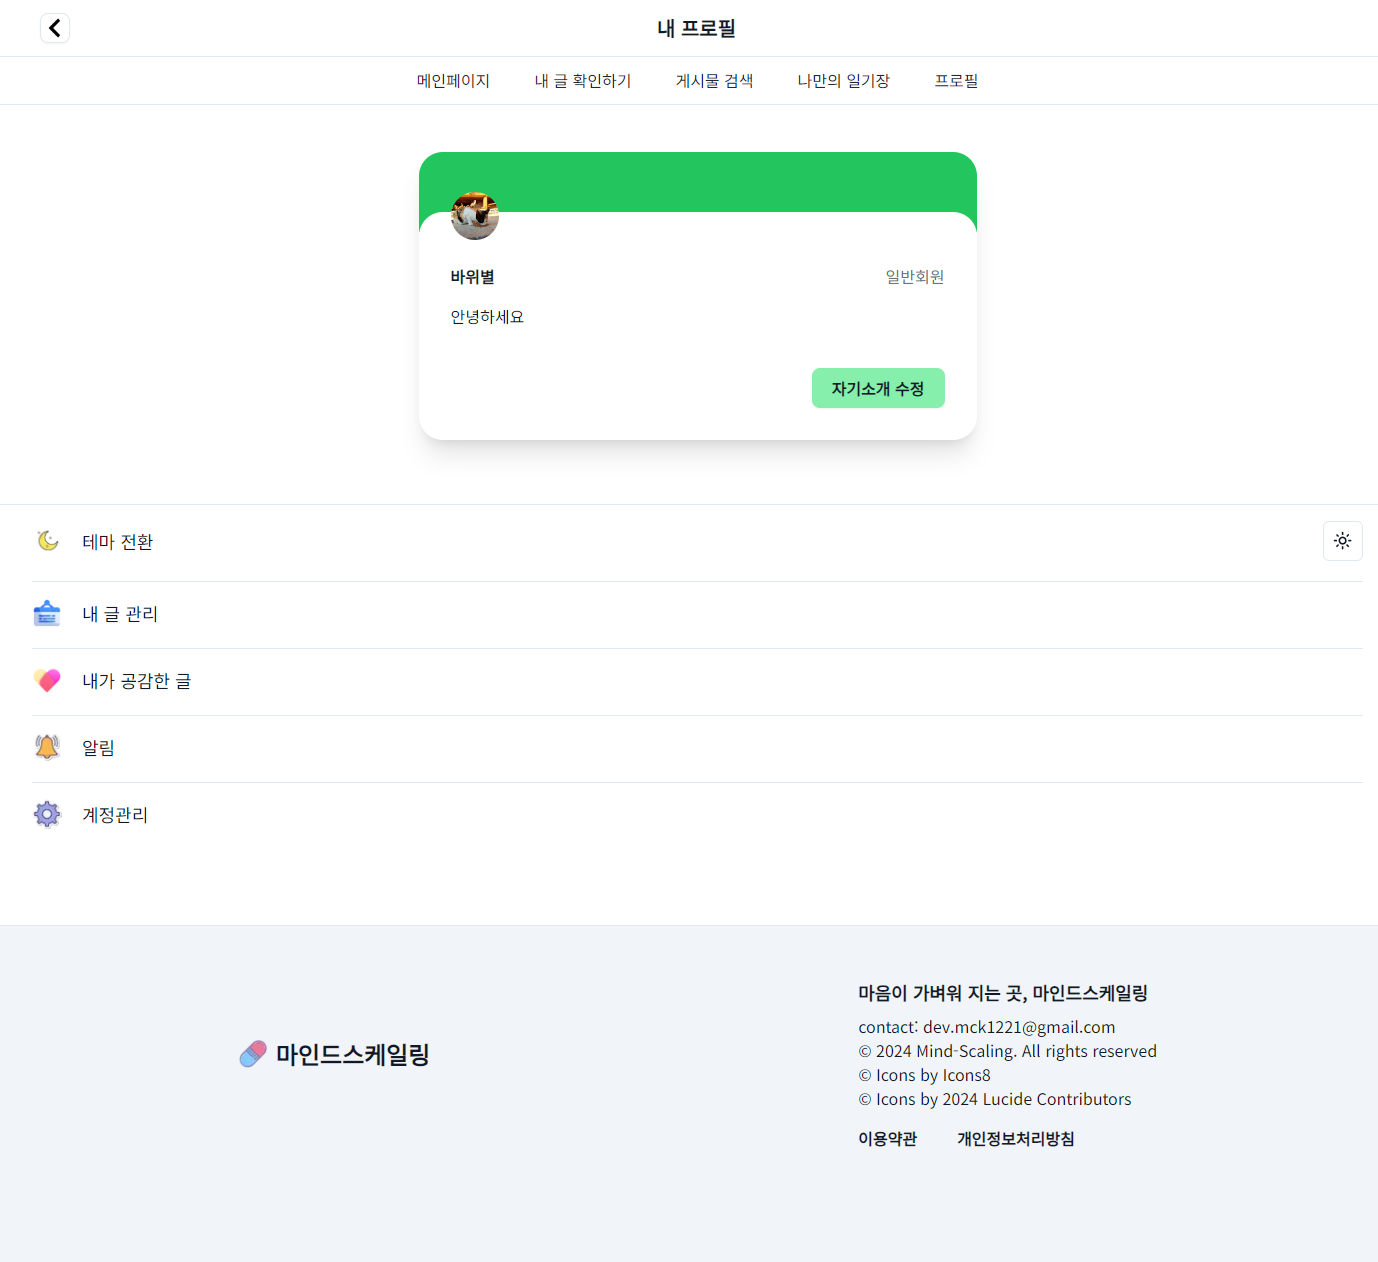 내 프로필
메인페이지 내 글 확인하기 게시물 검색 나만의 일기장 프로필
바위별 일반회원
안녕하세요
자기소개 수정
테마 전환
내 글 관리
내가 공감한 글
알림
계정관리
마인드스케일링
마음이 가벼워 지는 곳, 마인드스케일링
contact: dev.mck1221@gmail.com
© 2024 Mind-Scaling. All rights reserved
© Icons by Icons8
© Icons by 2024 Lucide Contributors
이용약관 개인정보처리방침